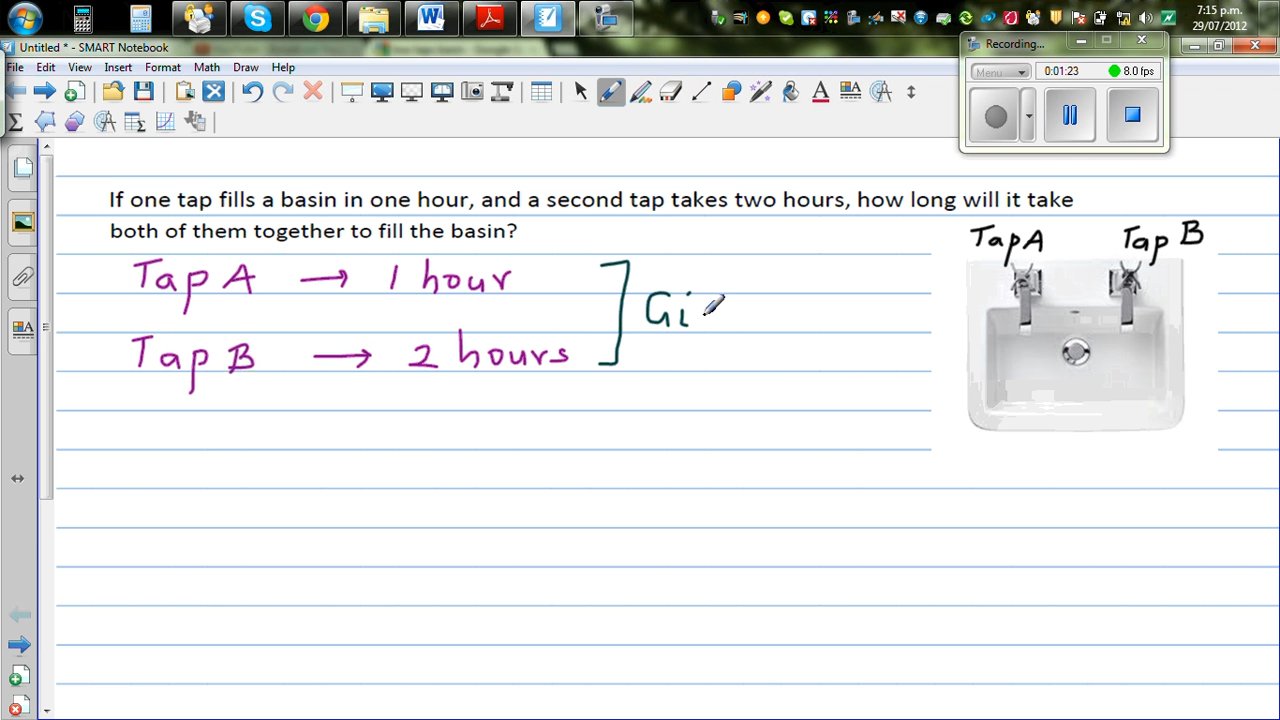 7:15 p.m.
29/07/2012
Untitled * - SMART Notebook
Recording...
File Edit View Insert Format Math Draw Help
Menu
0:01:23
8.0 fps
If one tap fills a basin in one hour, and a second tap takes two hours, how long will it take
both of them together to fill the basin?
Tap A Tap B
Tap A → 1 hour
Gi
Tap B → 2 hours